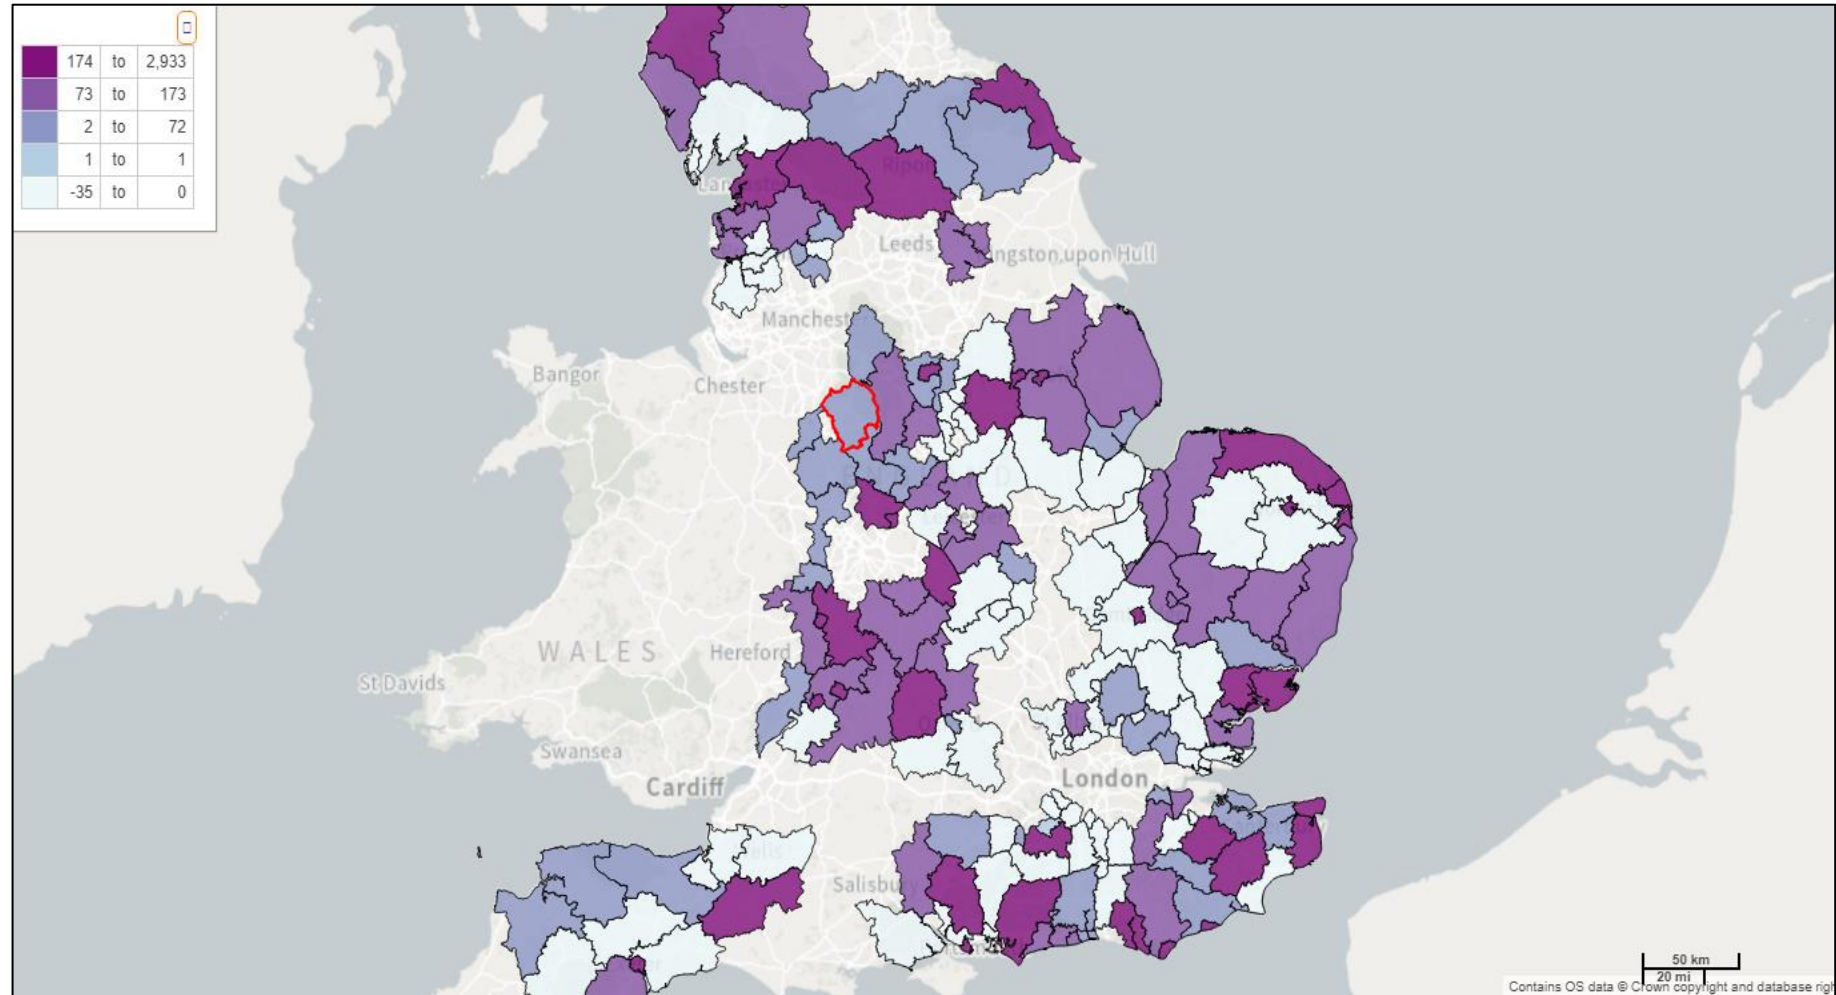 174 to 2,933
73 to 173
2 to 72
1 to 1
-35 to 0
Ripon
Leeds
ngston upon Hull
Manchest
Bangor
Chester
WALES
Hereford
St Davids
Swansea
Cardiff
London
Salisbury
50 km
20 mi
Contains OS data © Crown copyright and database righ